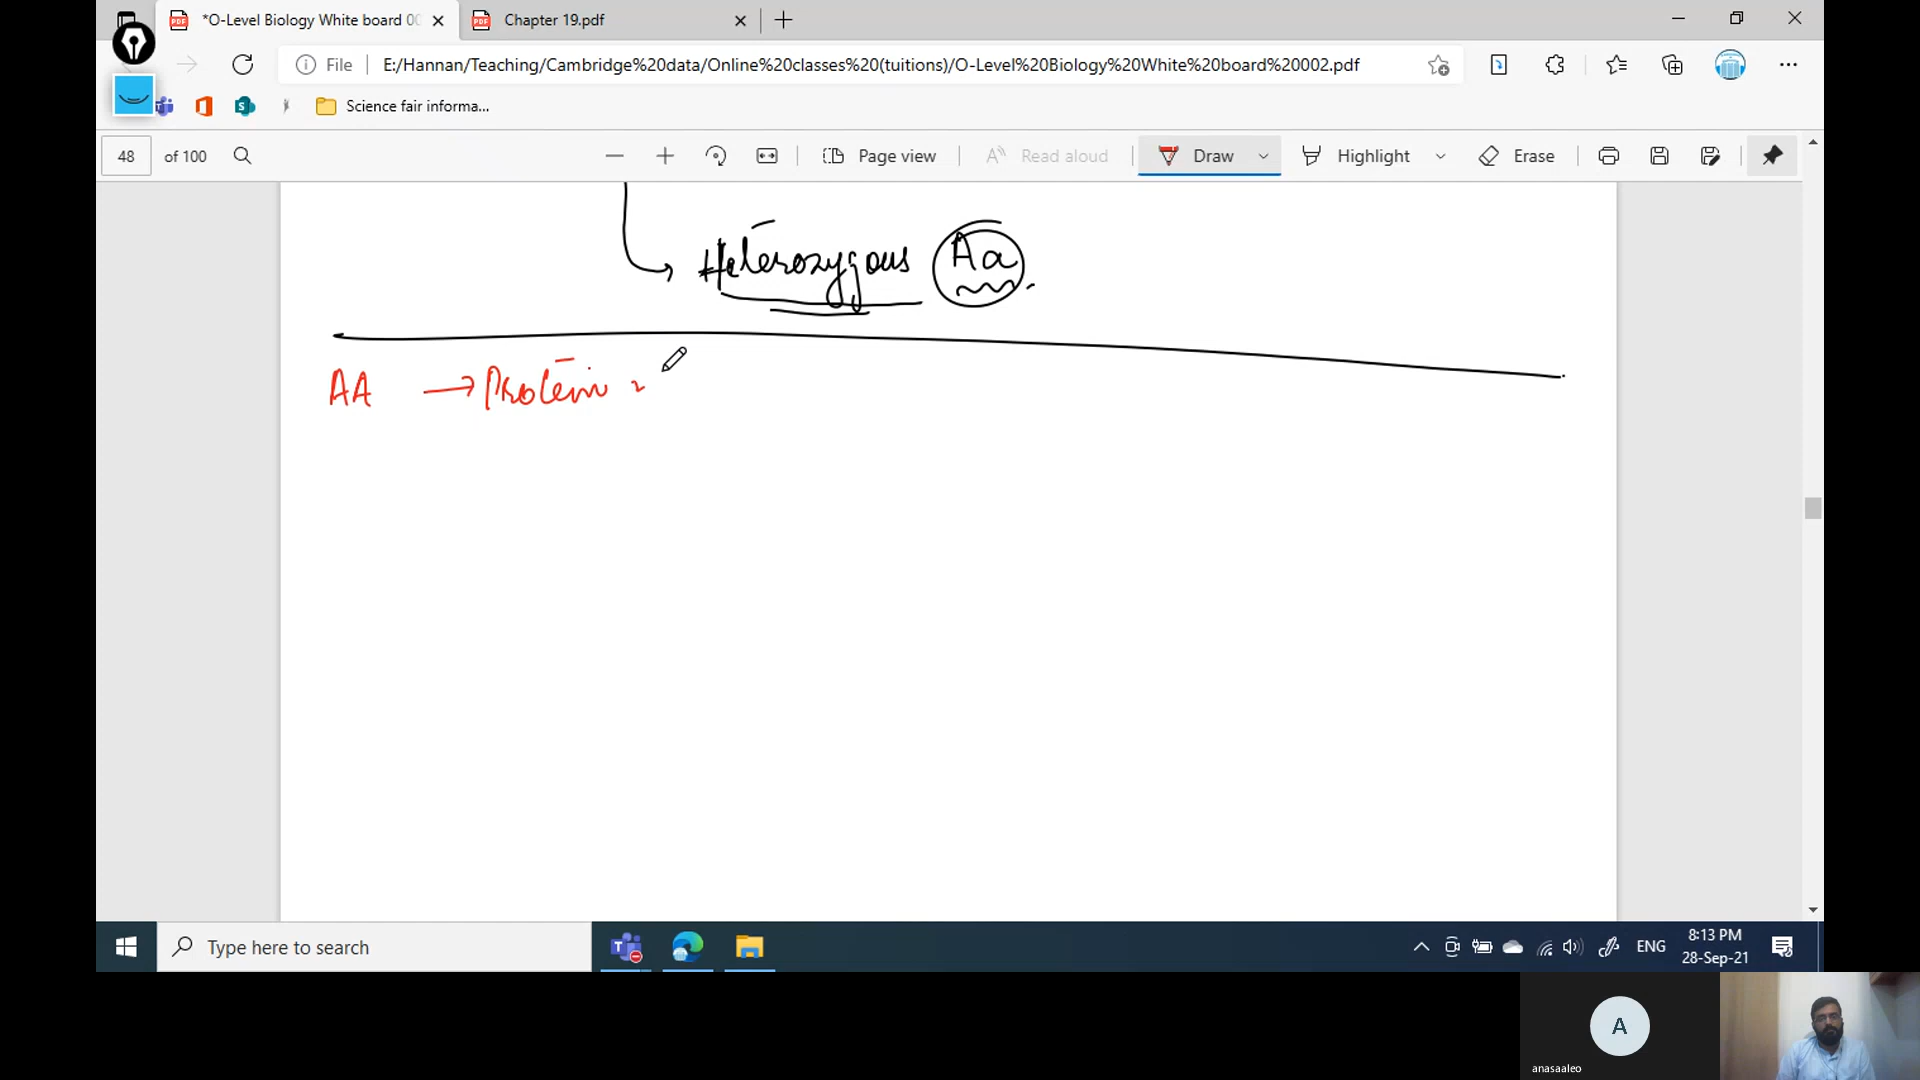 *O-Level Biology White board 00
Chapter 19.pdf
File E:/Hannan/Teaching/Cambridge%20data/Online%20classes%20(tuitions)/O-Level%20Biology%20White%20board%20002.pdf
Science fair informa...
48 of 100 Page view Read aloud Draw Highlight Erase
Heterozygous Aa
AA → Protein
Type here to search
ENG
8:13 PM
28-Sep-21
A
anasaaleo